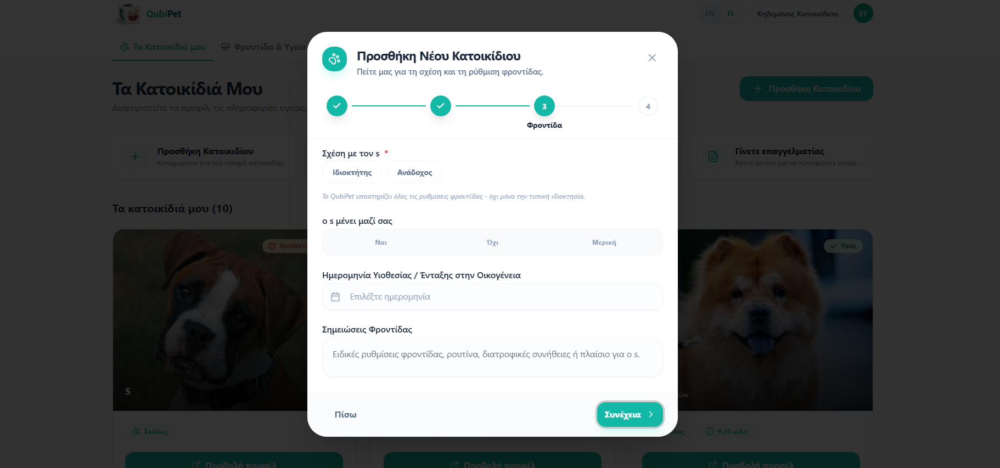 QubiPet
EN EL Κηδεμόνας Κατοικίδιου ET
Τα Κατοικίδιά μου Φροντίδα & Υγεία
Τα Κατοικίδιά Μου
Διαχειριστείτε τα προφίλ, τις πληροφορίες υγείας,
Προσθήκη Κατοικιδίου
Προσθήκη Κατοικιδίου
Καταχωρίστε ένα νέο προφίλ κατοικιδίου
Γίνετε επαγγελματίας
Κάντε αίτηση για να προσφέρετε υπηρε...
Τα κατοικίδιά μου (10)
Υγιές
s
Σκύλος
9.25 κιλά
Προβολή προφίλ
Προβολή προφίλ
Προβολή προφίλ
Προσθήκη Νέου Κατοικίδιου
Πείτε μας για τη σχέση και τη ρύθμιση φροντίδας.
3
4
Φροντίδα
Σχέση με τον s *
Ιδιοκτήτης Ανάδοχος
Το QubiPet υποστηρίζει όλες τις ρυθμίσεις φροντίδας - όχι μόνο την τυπική ιδιοκτησία.
ο s μένει μαζί σας
Ναι Όχι Μερική
Ημερομηνία Υιοθεσίας / Ένταξης στην Οικογένεια
Επιλέξτε ημερομηνία
Σημειώσεις Φροντίδας
Ειδικές ρυθμίσεις φροντίδας, ρουτίνα, διατροφικές συνήθειες ή πλαίσιο για ο s.
Πίσω
Συνέχεια